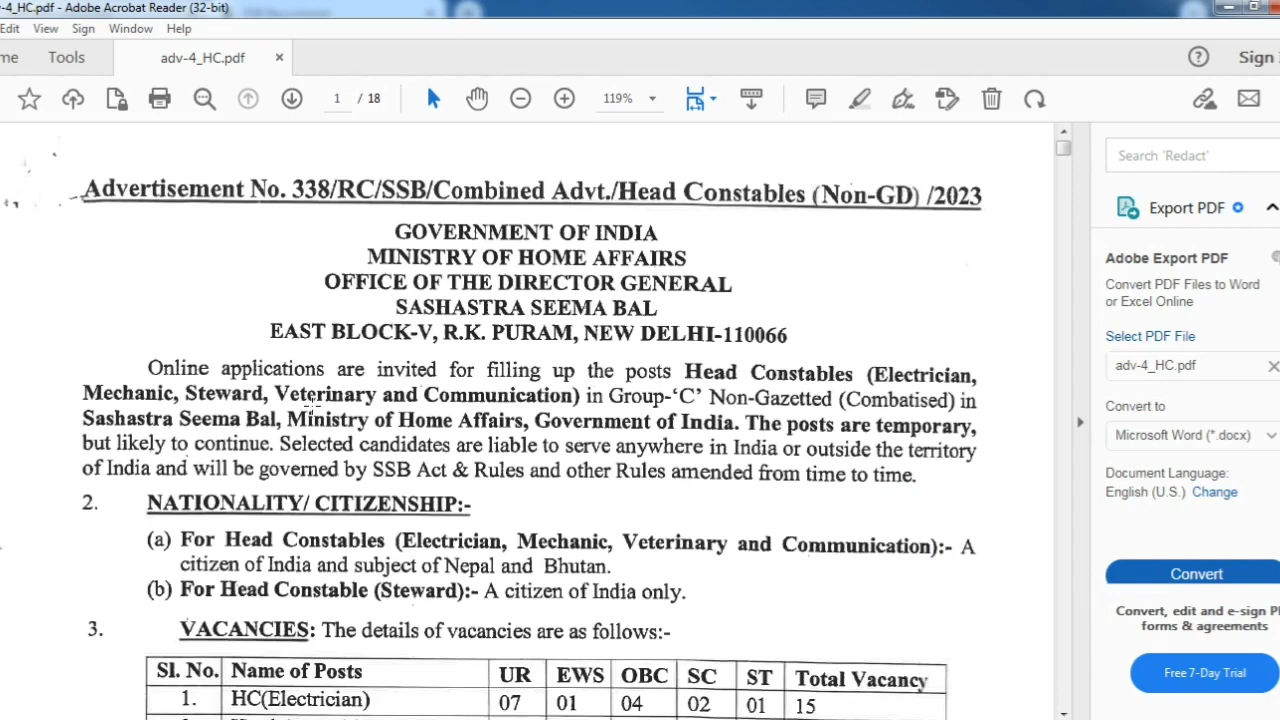 v-4_HC.pdf - Adobe Acrobat Reader (32-bit)
Edit View Sign Window Help
me Tools adv-4_HC.pdf × Sign
1 / 18 119%
Advertisement No. 338/RC/SSB/Combined Advt./Head Constables (Non-GD) /2023
GOVERNMENT OF INDIA
MINISTRY OF HOME AFFAIRS
OFFICE OF THE DIRECTOR GENERAL
SASHASTRA SEEMA BAL
EAST BLOCK-V, R.K. PURAM, NEW DELHI-110066
Online applications are invited for filling up the posts Head Constables (Electrician,
Mechanic, Steward, Veterinary and Communication) in Group-‘C’ Non-Gazetted (Combatised) in
Sashastra Seema Bal, Ministry of Home Affairs, Government of India. The posts are temporary,
but likely to continue. Selected candidates are liable to serve anywhere in India or outside the territory
of India and will be governed by SSB Act & Rules and other Rules amended from time to time.
2. NATIONALITY/ CITIZENSHIP:-
(a) For Head Constables (Electrician, Mechanic, Veterinary and Communication):- A
citizen of India and subject of Nepal and Bhutan.
(b) For Head Constable (Steward):- A citizen of India only.
3. VACANCIES: The details of vacancies are as follows:-
Sl. No. Name of Posts UR EWS OBC SC ST Total Vacancy
1. HC(Electrician) 07 01 04 02 01 15
Search 'Redact'
Export PDF
Adobe Export PDF
Convert PDF Files to Word
or Excel Online
Select PDF File
adv-4_HC.pdf ×
Convert to
Microsoft Word (*.docx)
Document Language:
English (U.S.) Change
Convert
Convert, edit and e-sign P
forms & agreements
Free 7-Day Trial